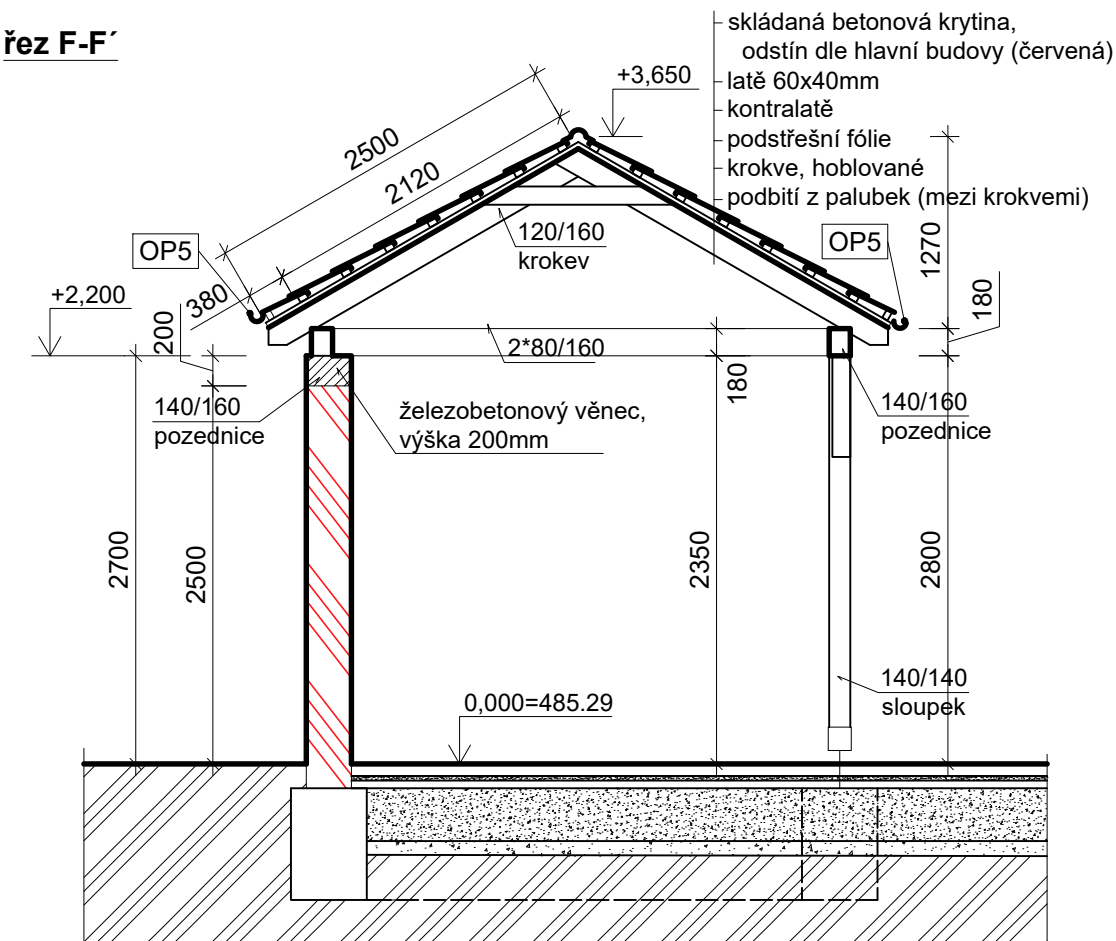 řez F-F´
skládaná betonová krytina,
odstín dle hlavní budovy (červená)
latě 60x40mm
kontralatě
podstřešní fólie
krokve, hoblované
podbití z palubek (mezi krokvemi)
+3,650
2500
2120
380
OP5
OP5
120/160
krokev
1270
180
+2,200
200
2*80/160
180
140/160
pozednice
železobetonový věnec,
výška 200mm
140/160
pozednice
2700
2500
2350
2800
0,000=485.29
140/140
sloupek